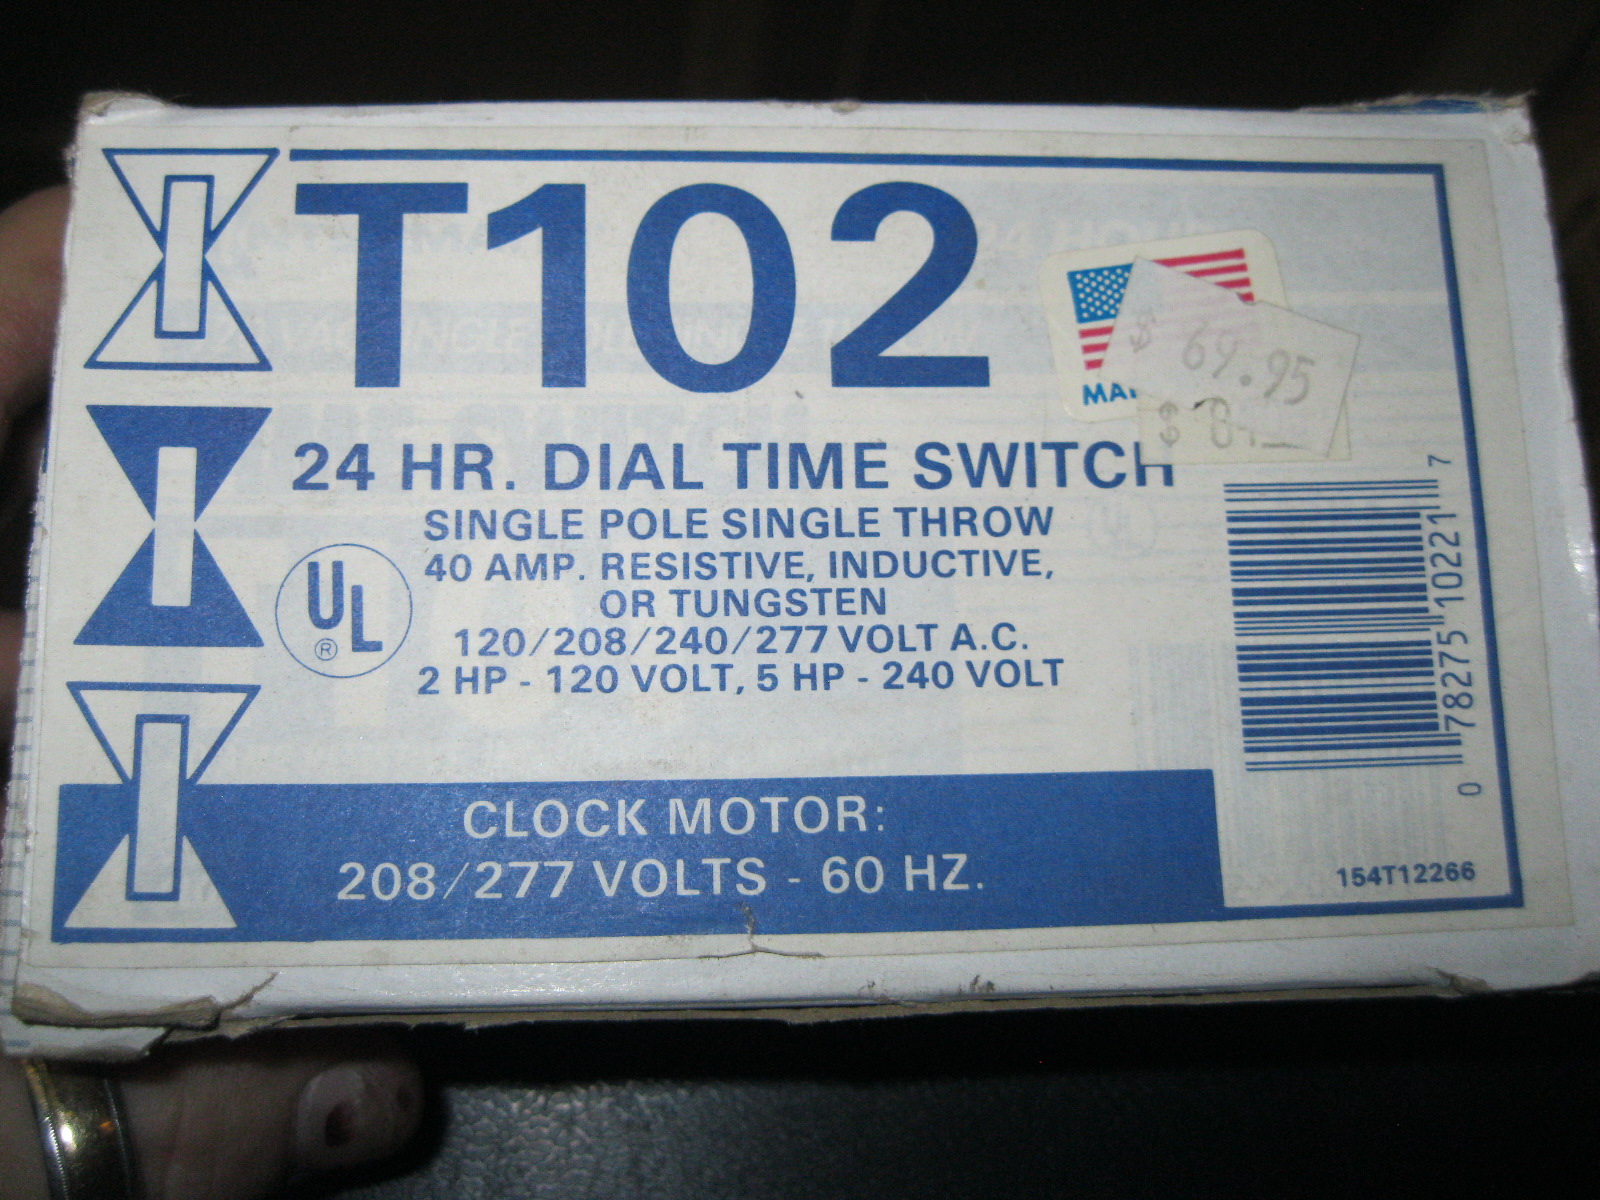 T102
$ 69.95
$
24 HR. DIAL TIME SWITCH
SINGLE POLE SINGLE THROW
40 AMP. RESISTIVE, INDUCTIVE,
OR TUNGSTEN
120/208/240/277 VOLT A.C.
2 HP - 120 VOLT, 5 HP - 240 VOLT
UL
®
CLOCK MOTOR:
208/277 VOLTS - 60 HZ.
0 78275 10221 7
154T12266